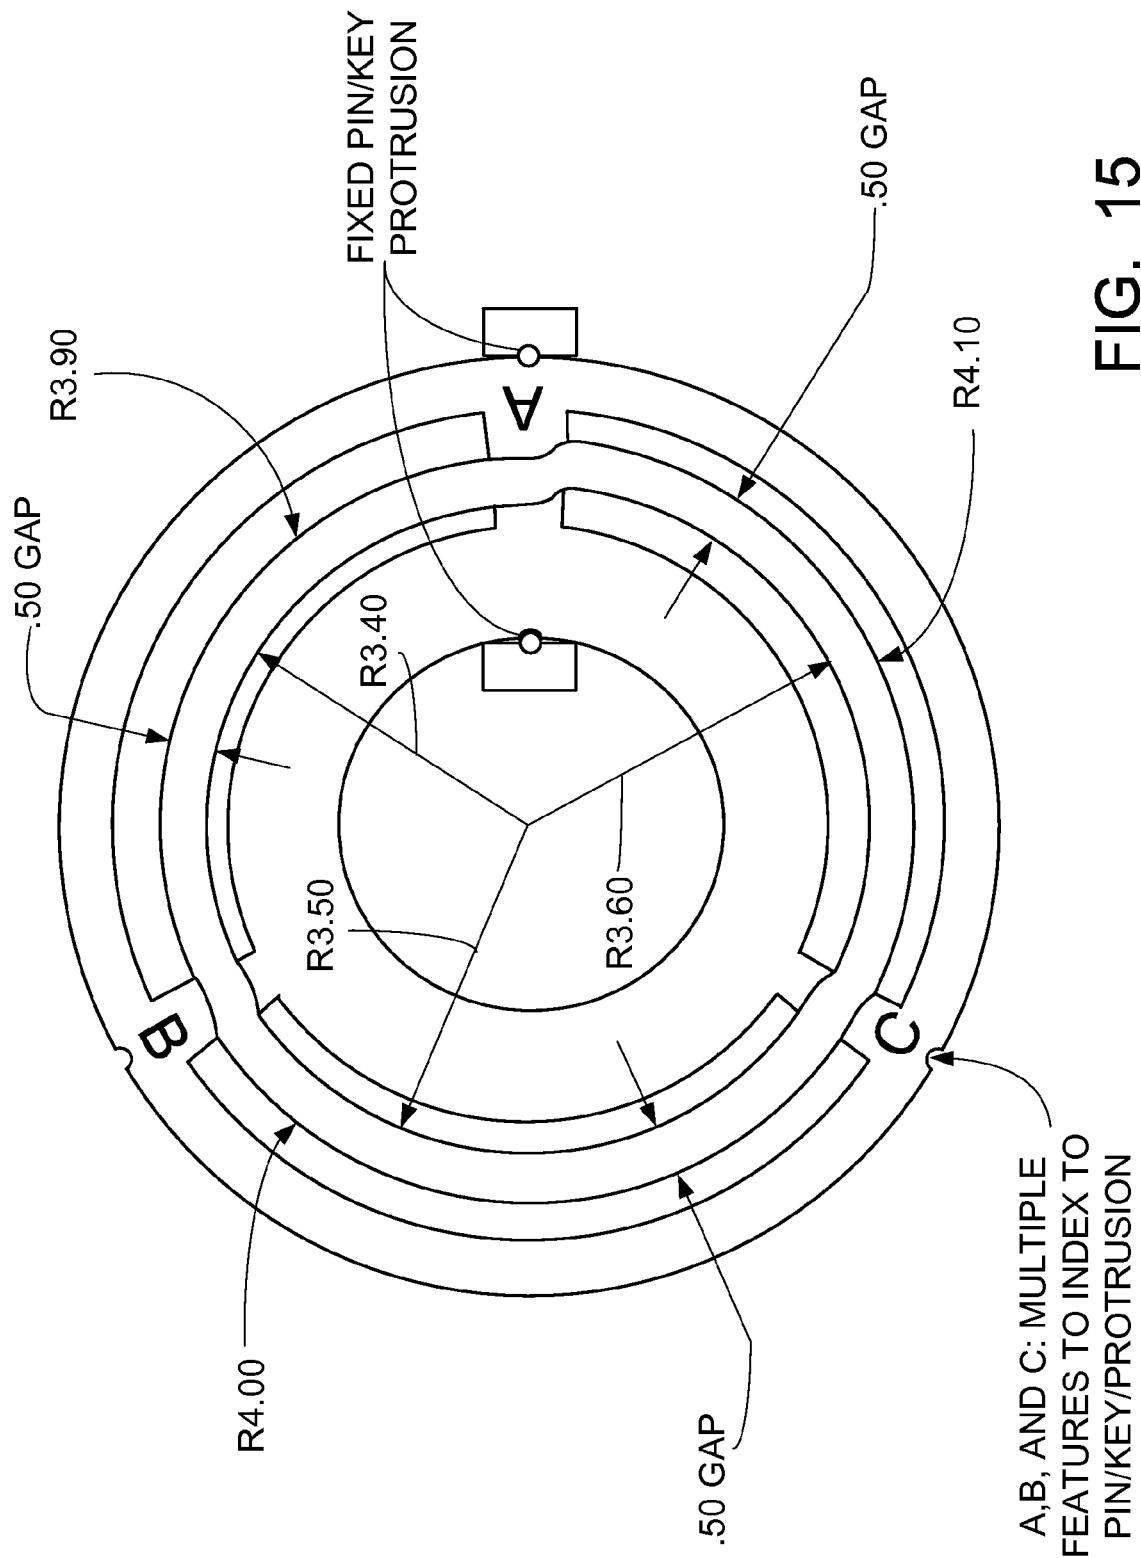 FIXED PIN/KEY
PROTRUSION
R3.90
.50 GAP
.50 GAP
A
R3.40
R4.10
R3.50
R3.60
B
C
R4.00
.50 GAP
A,B, AND C: MULTIPLE
FEATURES TO INDEX TO
PIN/KEY/PROTRUSION
FIG. 15